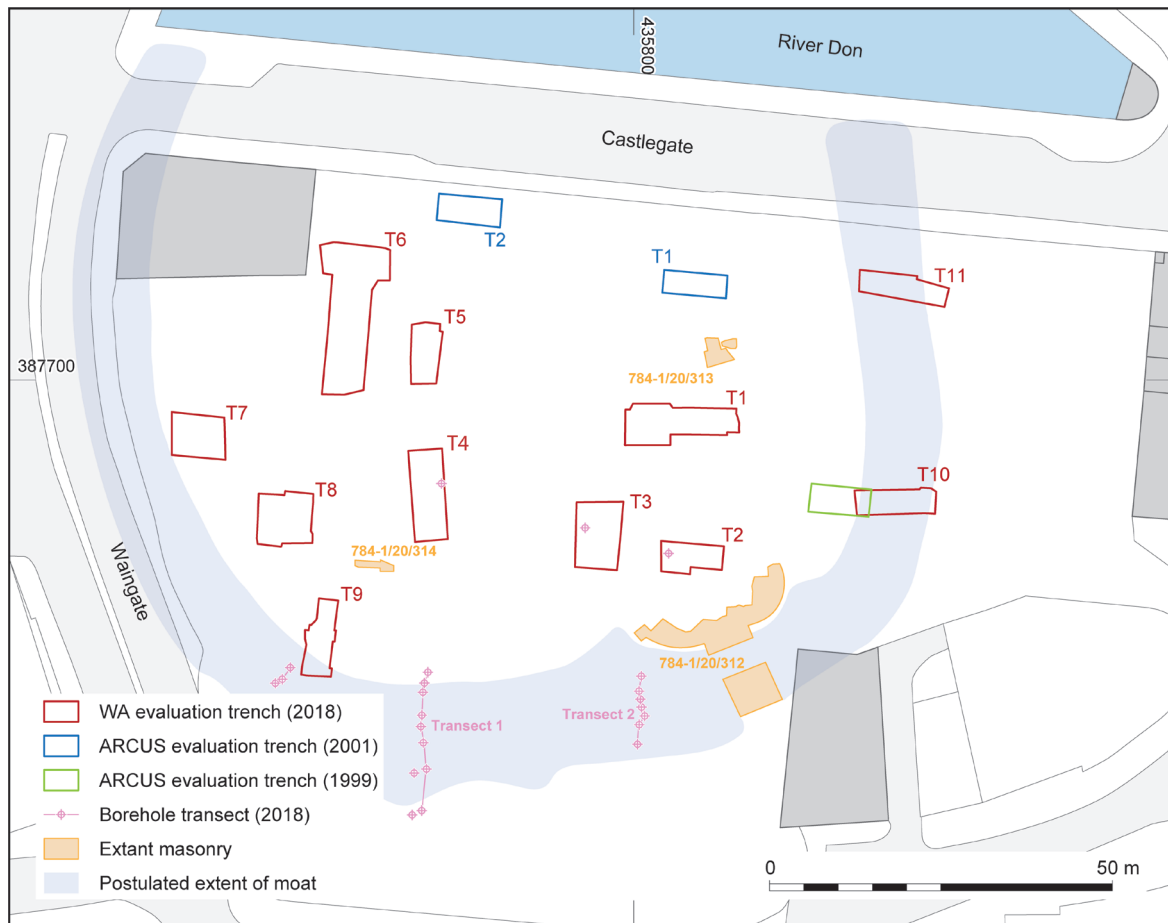 River Don
435800
Castlegate
T6
T2
T1
T11
T5
387700
784-1/20/313
T7
T1
T4
T10
T8
T3
T2
784-1/20/314
Waingate
T9
784-1/20/312
Transect 1
Transect 2
WA evaluation trench (2018)
ARCUS evaluation trench (2001)
ARCUS evaluation trench (1999)
Borehole transect (2018)
Extant masonry
Postulated extent of moat
0 50 m